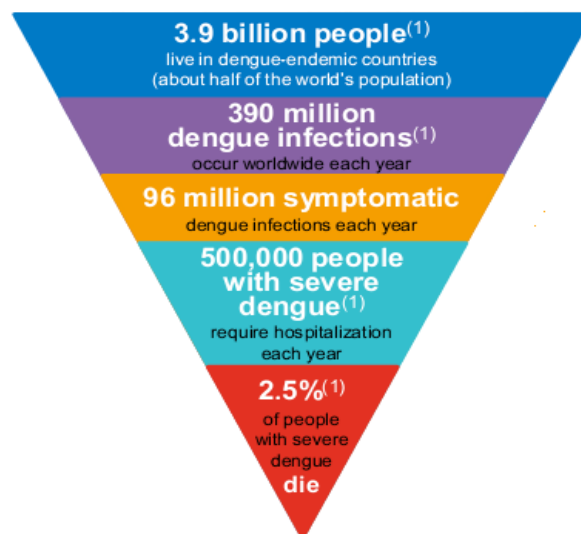 3.9 billion people(1)
live in dengue-endemic countries
(about half of the world's population)
390 million
dengue infections(1)
occur worldwide each year
96 million symptomatic
dengue infections each year
500,000 people
with severe
dengue(1)
require hospitalization
each year
2.5%(1)
of people
with severe
dengue
die